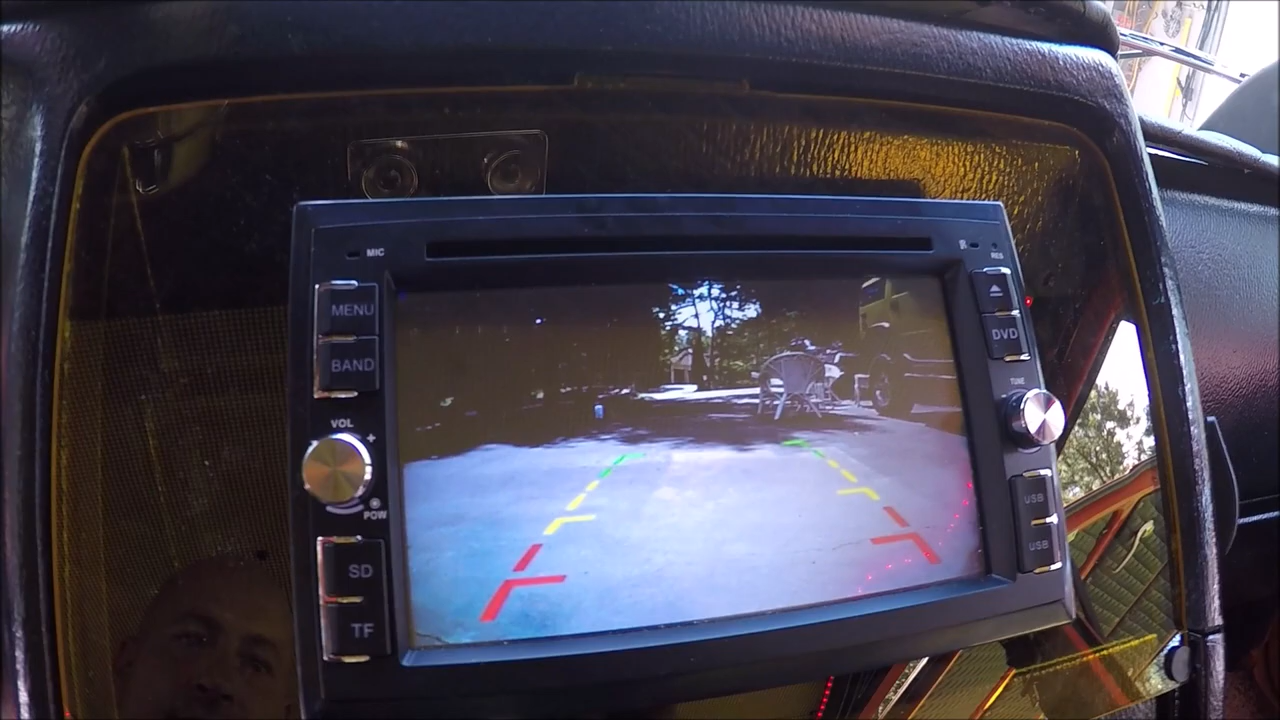 MIC
MENU
BAND
VOL
+
POW
SD
TF
RES
DVD
TUNE
USB
USB